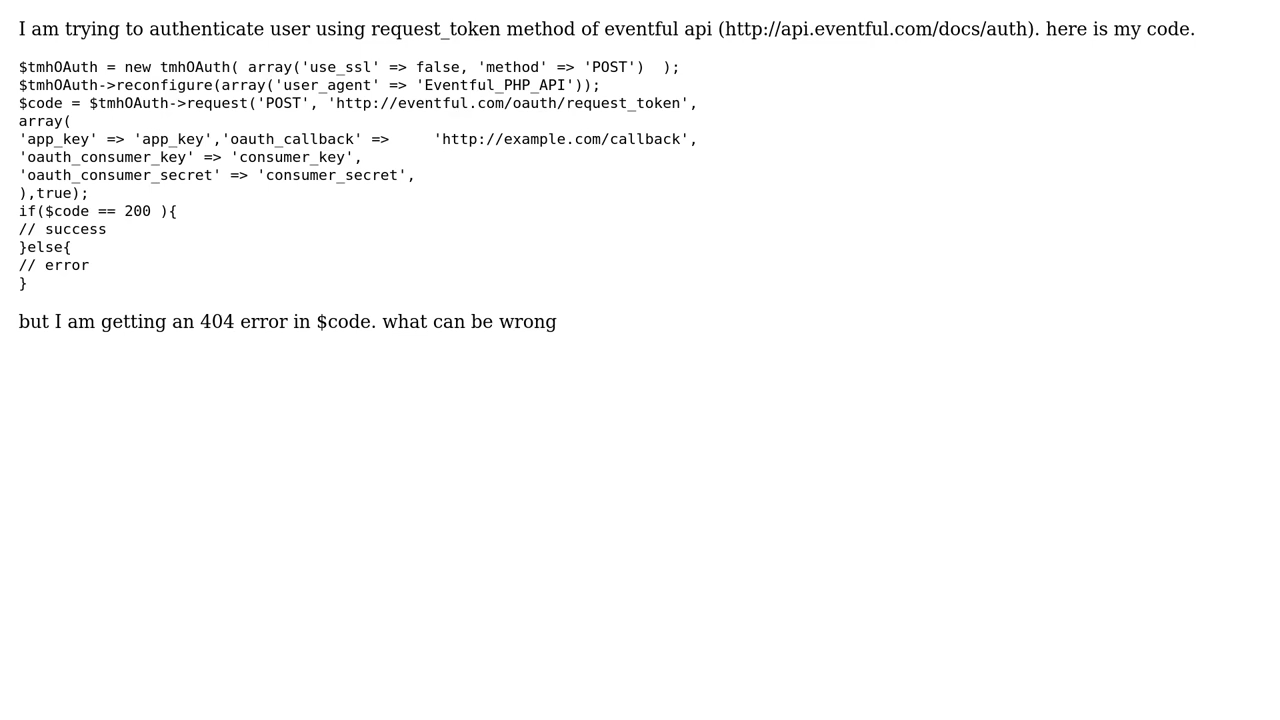 I am trying to authenticate user using request_token method of eventful api (http://api.eventful.com/docs/auth). here is my code.
$tmhOAuth = new tmhOAuth( array('use_ssl' => false, 'method' => 'POST')  );
$tmhOAuth->reconfigure(array('user_agent' => 'Eventful_PHP_API'));
$code = $tmhOAuth->request('POST', 'http://eventful.com/oauth/request_token',
array(
'app_key' => 'app_key','oauth_callback' =>     'http://example.com/callback',
'oauth_consumer_key' => 'consumer_key',
'oauth_consumer_secret' => 'consumer_secret',
),true);
if($code == 200 ){
// success
}else{
// error
}
but I am getting an 404 error in $code. what can be wrong